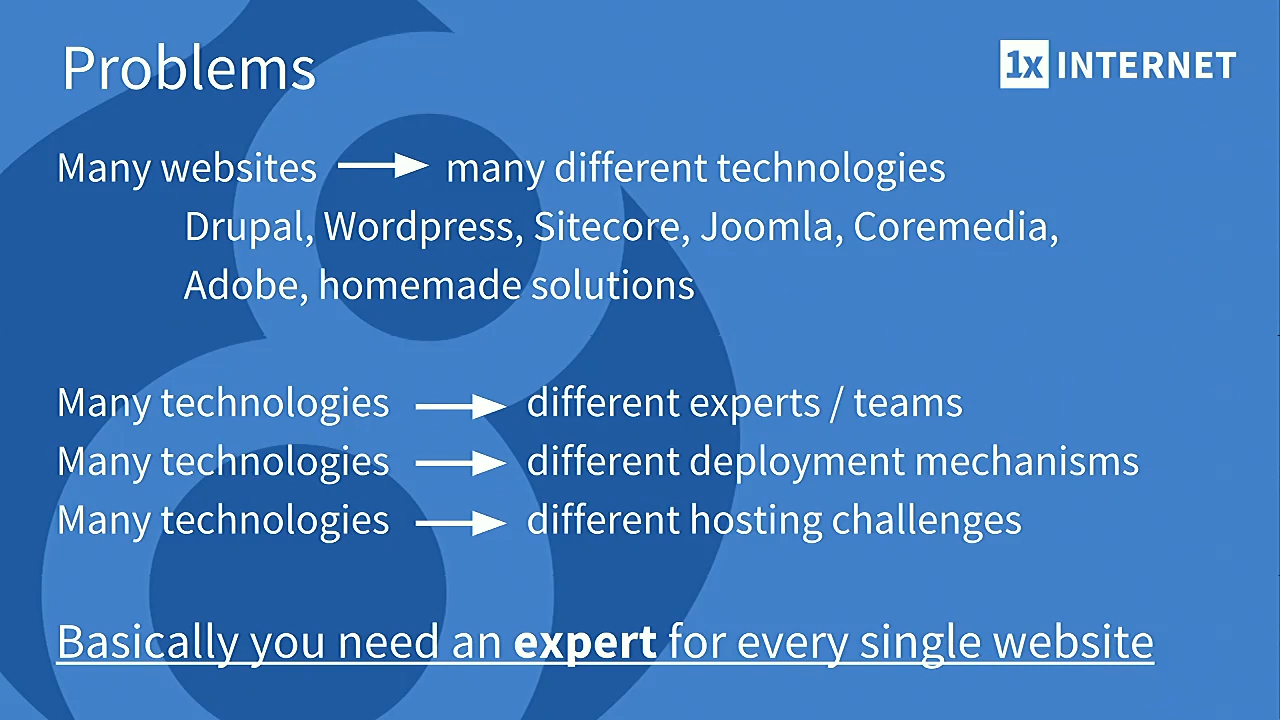 Problems
1x INTERNET
Many websites → many different technologies
Drupal, Wordpress, Sitecore, Joomla, Coremedia,
Adobe, homemade solutions
Many technologies → different experts / teams
Many technologies → different deployment mechanisms
Many technologies → different hosting challenges
Basically you need an expert for every single website